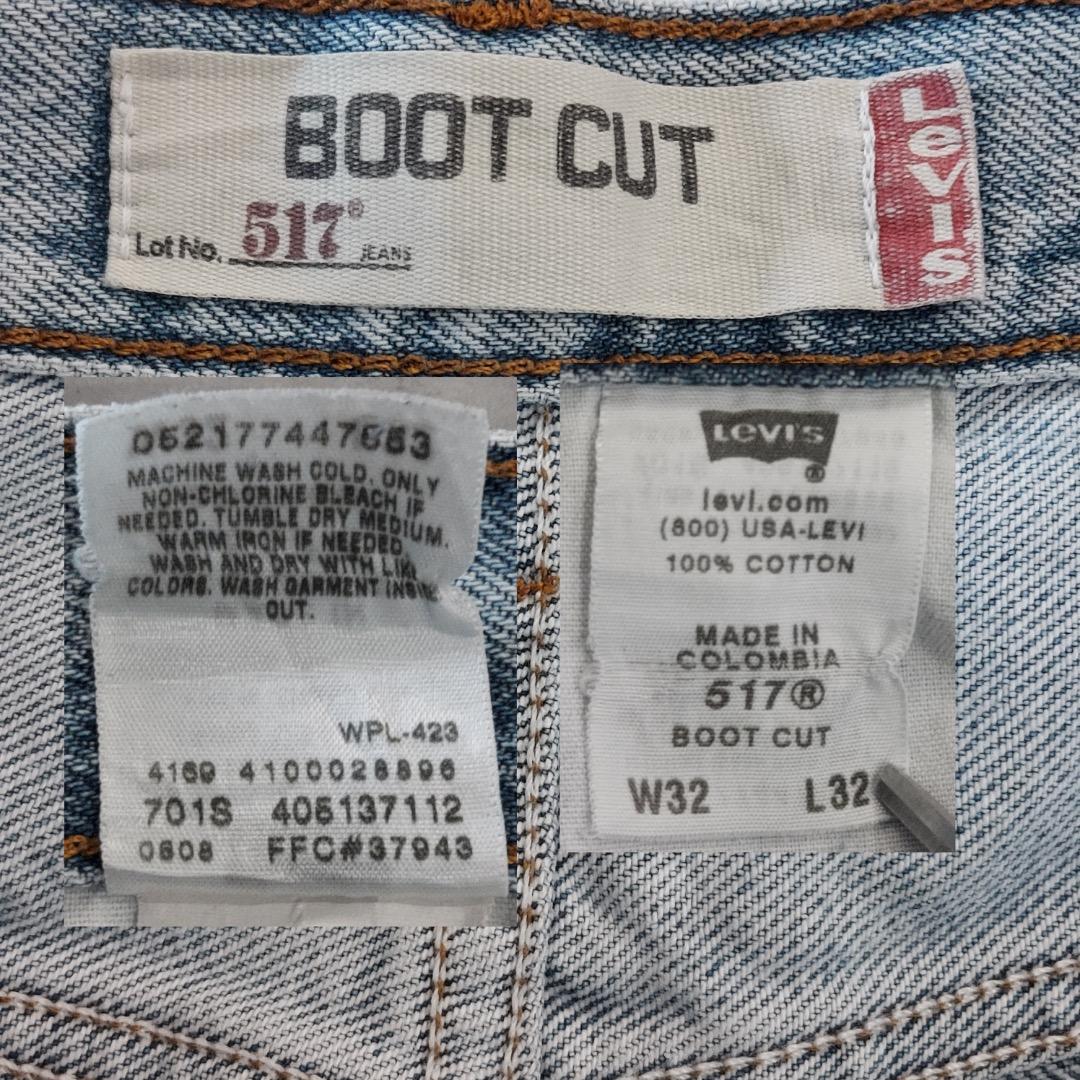 BOOT CUT
Lot No. 517® JEANS
LEVI'S
052177447553
MACHINE WASH COLD. ONLY
NON-CHLORINE BLEACH IF
NEEDED. TUMBLE DRY MEDIUM.
WARM IRON IF NEEDED.
WASH AND DRY WITH LIKE
COLORS. WASH GARMENT INSIDE
OUT.
WPL-423
4169 4100028896
701S 405137112
0808 FFC#37943
LEVI'S
®
levi.com
(800) USA-LEVI
100% COTTON
MADE IN
COLOMBIA
517®
BOOT CUT
W32 L32